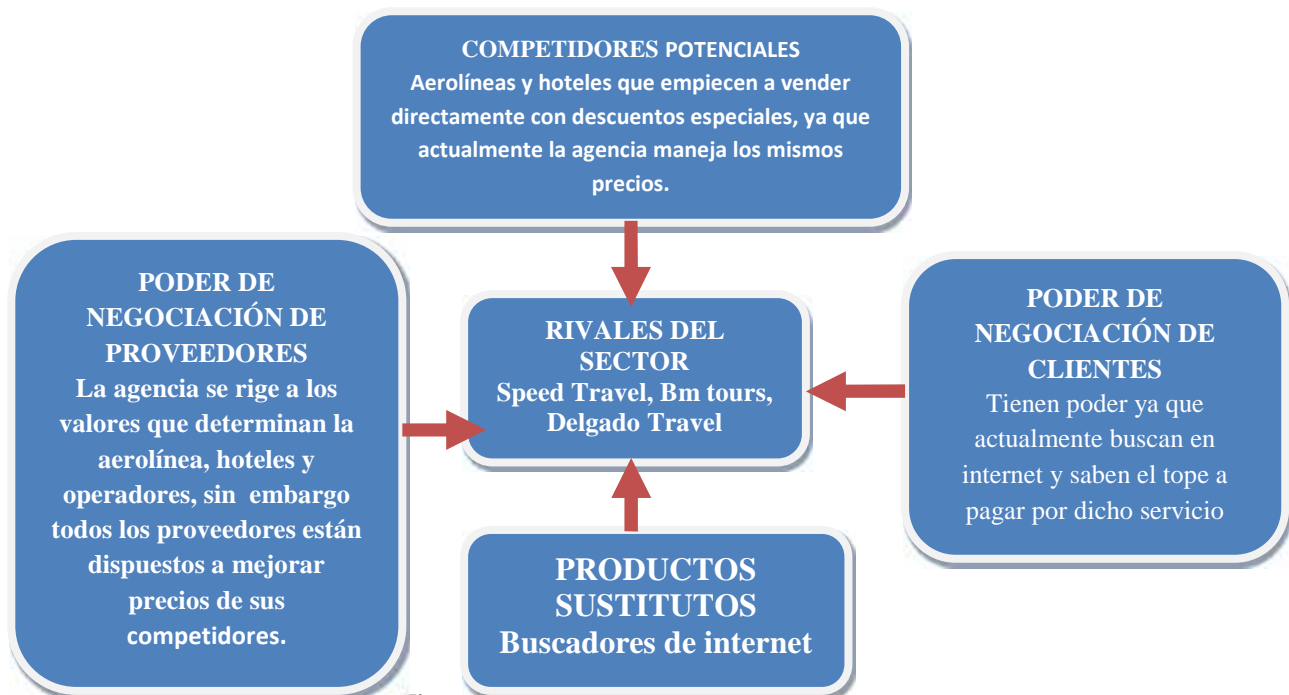 COMPETIDORES POTENCIALES
Aerolíneas y hoteles que empiecen a vender
directamente con descuentos especiales, ya que
actualmente la agencia maneja los mismos
precios.
PODER DE
NEGOCIACIÓN DE
PROVEEDORES
La agencia se rige a los
valores que determinan la
aerolínea, hoteles y
operadores, sin embargo
todos los proveedores están
dispuestos a mejorar
precios de sus
competidores.
RIVALES DEL
SECTOR
Speed Travel, Bm tours,
Delgado Travel
PODER DE
NEGOCIACIÓN DE
CLIENTES
Tienen poder ya que
actualmente buscan en
internet y saben el tope a
pagar por dicho servicio
PRODUCTOS
SUSTITUTOS
Buscadores de internet